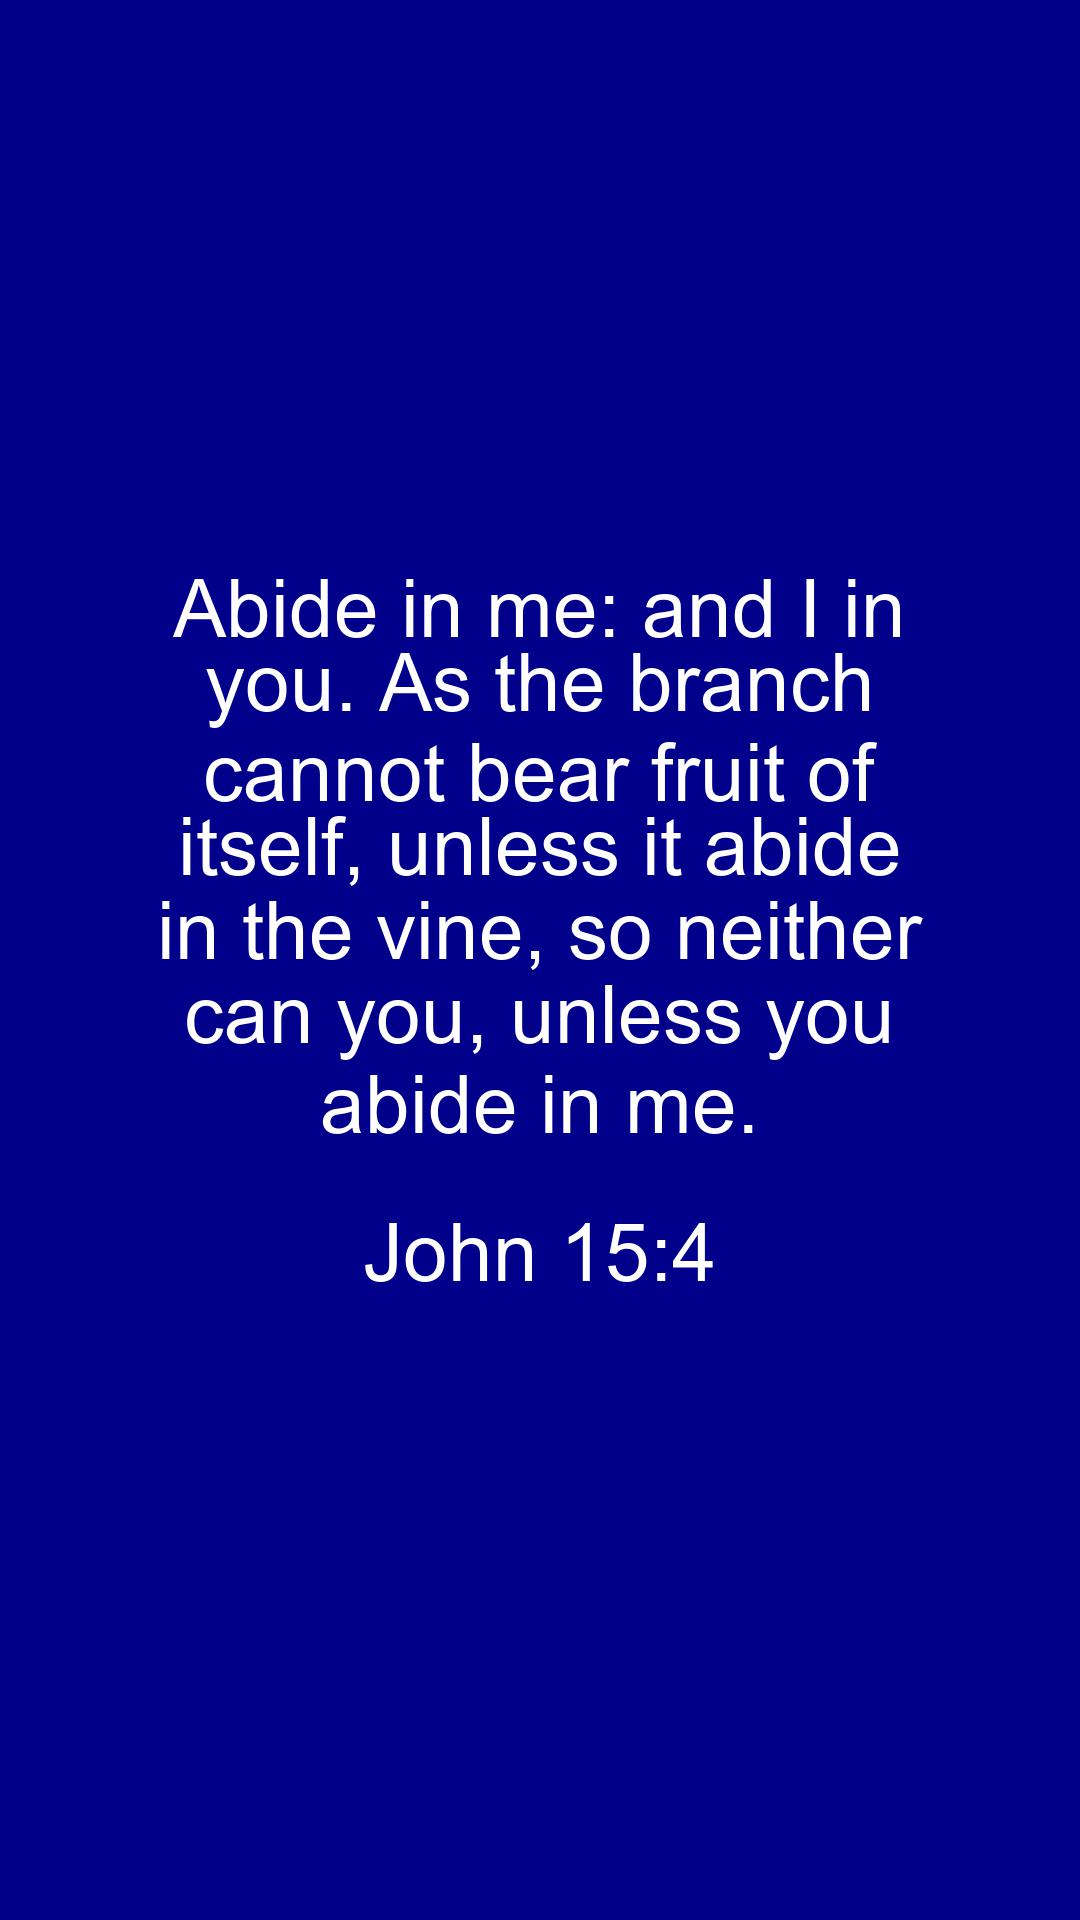 Abide in me: and I in
you. As the branch
cannot bear fruit of
itself, unless it abide
in the vine, so neither
can you, unless you
abide in me.
John 15:4